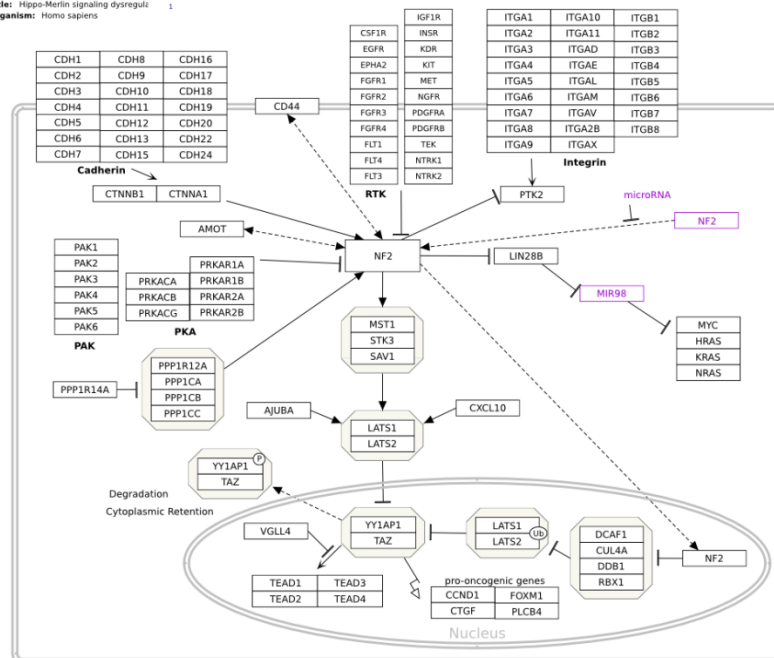 tle: Hippo-Merlin signaling dysregula 1
ganism: Homo sapiens
CDH1 CDH8 CDH16
CDH2 CDH9 CDH17
CDH3 CDH10 CDH18
CDH4 CDH11 CDH19
CDH5 CDH12 CDH20
CDH6 CDH13 CDH22
CDH7 CDH15 CDH24
Cadherin
CTNNB1 CTNNA1
CD44
CSF1R
EGFR
EPHA2
FGFR1
FGFR2
FGFR3
FGFR4
FLT1
FLT4
FLT3
IGF1R
INSR
KDR
KIT
MET
NGFR
PDGFRA
PDGFRB
TEK
NTRK1
NTRK2
RTK
ITGA1 ITGA10 ITGB1
ITGA2 ITGA11 ITGB2
ITGA3 ITGAD ITGB3
ITGA4 ITGAE ITGB4
ITGA5 ITGAL ITGB5
ITGA6 ITGAM ITGB6
ITGA7 ITGAV ITGB7
ITGA8 ITGA2B ITGB8
ITGA9 ITGAX
Integrin
PTK2
microRNA
NF2
AMOT
NF2
LIN28B
MIR98
MYC
HRAS
KRAS
NRAS
PAK1
PAK2
PAK3
PAK4
PAK5
PAK6
PAK
PRKAR1A
PRKACA PRKAR1B
PRKACB PRKAR2A
PRKACG PRKAR2B
PKA
MST1
STK3
SAV1
PPP1R14A
PPP1R12A
PPP1CA
PPP1CB
PPP1CC
AJUBA
CXCL10
LATS1
LATS2
YY1AP1 P
TAZ
Degradation
Cytoplasmic Retention
VGLL4
YY1AP1
TAZ
LATS1
LATS2 Ub
DCAF1
CUL4A
DDB1
RBX1
NF2
TEAD1 TEAD3
TEAD2 TEAD4
pro-oncogenic genes
CCND1 FOXM1
CTGF PLCB4
Nucleus